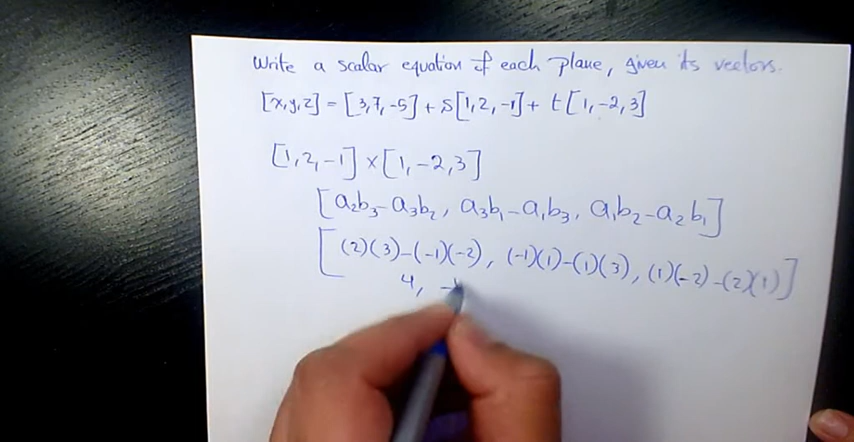 Write a scalar equation of each plane, given its vectors.
[x,y,z] = [3,7,-5] + s[1,2,-1] + t[1,-2,3]
[1,2,-1] × [1,-2,3]
[a₂b₃-a₃b₂, a₃b₁-a₁b₃, a₁b₂-a₂b₁]
[(2)(3)-(-1)(-2), (-1)(1)-(1)(3), (1)(-2)-(2)(1)]
4, -